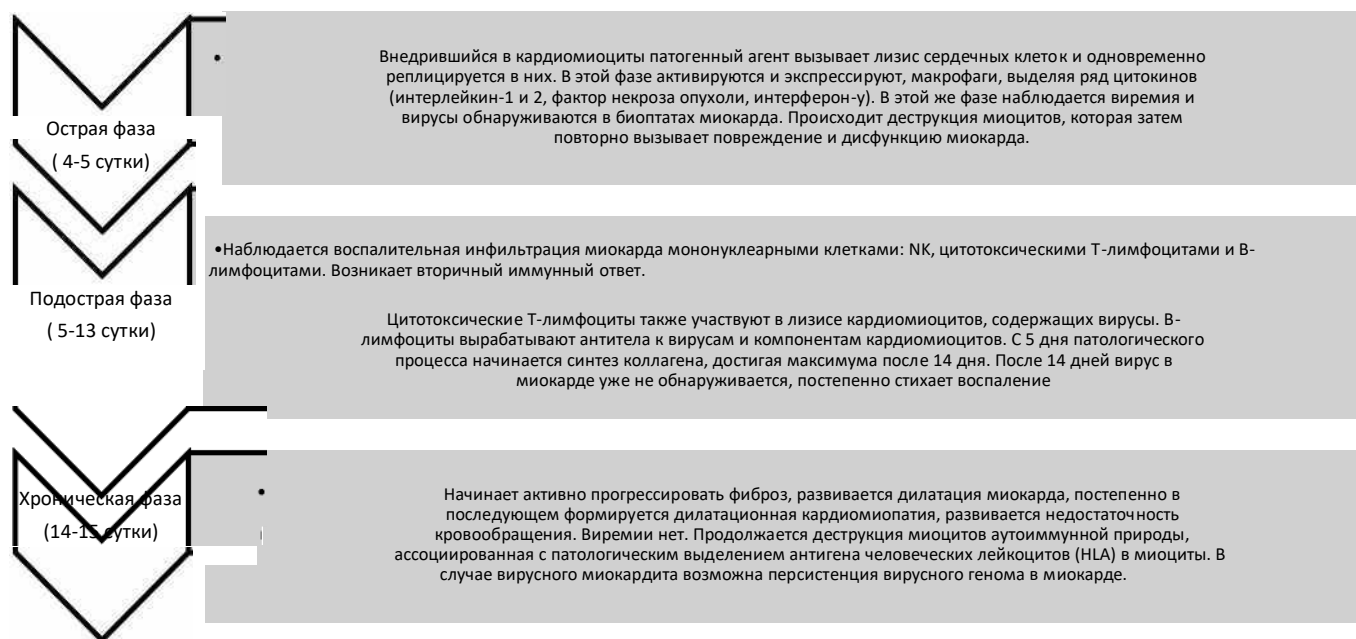 Острая фаза
( 4-5 сутки)
•
Внедрившийся в кардиомиоциты патогенный агент вызывает лизис сердечных клеток и одновременно
реплицируется в них. В этой фазе активируются и экспрессируют, макрофаги, выделяя ряд цитокинов
(интерлейкин-1 и 2, фактор некроза опухоли, интерферон-у). В этой же фазе наблюдается виремия и
вирусы обнаруживаются в биоптатах миокарда. Происходит деструкция миоцитов, которая затем
повторно вызывает повреждение и дисфункцию миокарда.
Подострая фаза
( 5-13 сутки)
•Наблюдается воспалительная инфильтрация миокарда мононуклеарными клетками: NK, цитотоксическими Т-лимфоцитами и В-
лимфоцитами. Возникает вторичный иммунный ответ.
Цитотоксические Т-лимфоциты также участвуют в лизисе кардиомиоцитов, содержащих вирусы. В-
лимфоциты вырабатывают антитела к вирусам и компонентам кардиомиоцитов. С 5 дня патологического
процесса начинается синтез коллагена, достигая максимума после 14 дня. После 14 дней вирус в
миокарде уже не обнаруживается, постепенно стихает воспаление
Хроническая фаза
(14-15 сутки)
•
Начинает активно прогрессировать фиброз, развивается дилатация миокарда, постепенно в
последующем формируется дилатационная кардиомиопатия, развивается недостаточность
кровообращения. Виремии нет. Продолжается деструкция миоцитов аутоиммунной природы,
ассоциированная с патологическим выделением антигена человеческих лейкоцитов (HLA) в миоциты. В
случае вирусного миокардита возможна персистенция вирусного генома в миокарде.